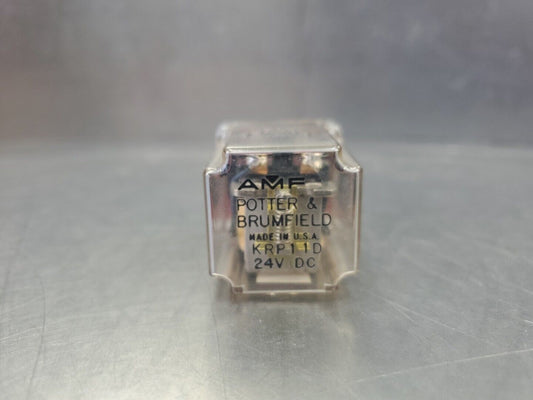 AMF
POTTER &
BRUMFIELD
MADE IN U.S.A.
KRP11D
24V DC